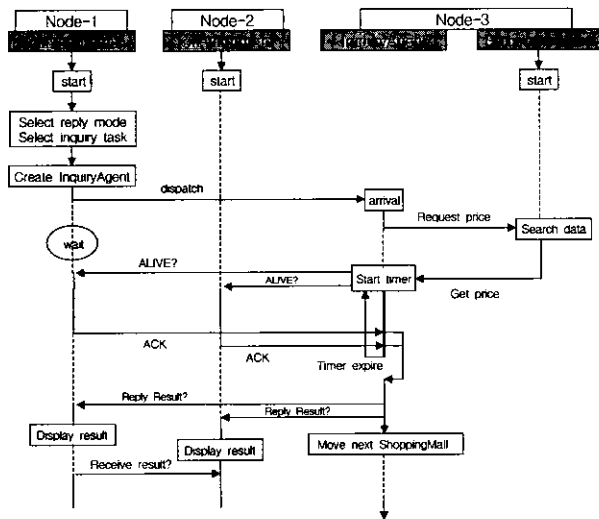 Node-1
Node-2
Node-3
start
start
start
Select reply mode
Select inquiry task
Create InquiryAgent
dispatch
arrival
Request price
Search data
wait
ALIVE?
ALIVE?
Start timer
Get price
ACK
ACK
Timer expire
Reply Result?
Reply Result?
Display result
Display result
Move next ShoppingMall
Receive result?